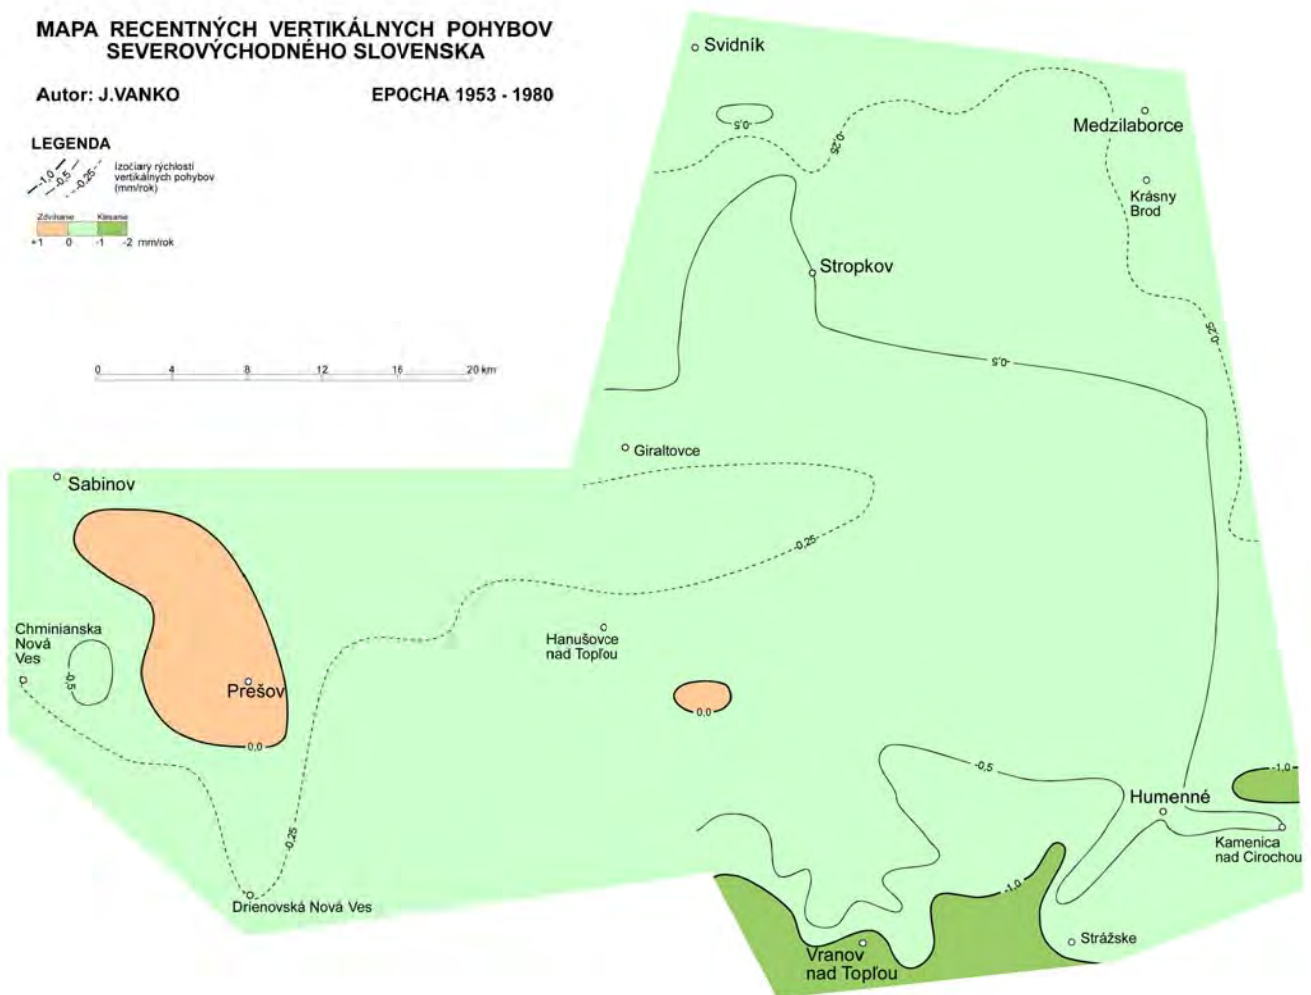 MAPA RECENTNÝCH VERTIKÁLNYCH POHYBOV
SEVEROVÝCHODNÉHO SLOVENSKA
Autor: J.VANKO
EPOCHA 1953 - 1980
LEGENDA
-1,0
-0,5
-0,25
Izočiary rýchlosti
vertikálnych pohybov
(mm/rok)
Zdvíhanie
Klesanie
+1 0 -1 -2 mm/rok
0 4 8 12 16 20 km
Svidník
-0,5
-0,25
Medzilaborce
Krásny
Brod
Stropkov
-0,25
-0,5
Giraltovce
Sabinov
-0,25
Chminianska
Nová
Ves
Hanušovce
nad Topľou
-0,5
Prešov
0,0
0,0
-0,5
-1,0
Humenné
-0,25
Kamenica
nad Cirochou
-1,0
Drienovská Nová Ves
Strážske
Vranov
nad Topľou